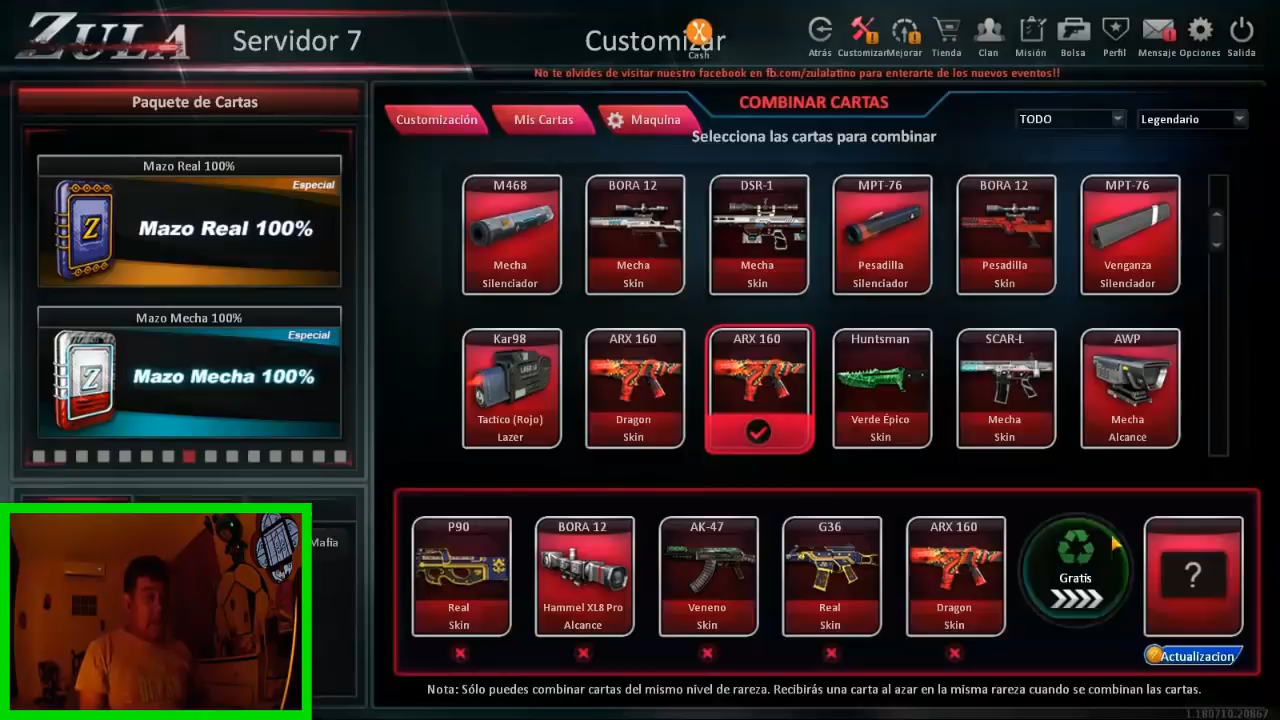 ZULA
Servidor 7
Customizar
Cash
Atrás
Customizar
Mejorar
Tienda
Clan
Misión
Bolsa
Perfil
Mensaje
Opciones
Salida
No te olvides de visitar nuestro facebook en fb.com/zulalatino para enterarte de los nuevos eventos!!
Paquete de Cartas
Mazo Real 100%
Especial
Mazo Real 100%
Mazo Mecha 100%
Especial
Mazo Mecha 100%
Mafia
Customización
Mis Cartas
Maquina
COMBINAR CARTAS
Selecciona las cartas para combinar
TODO
Legendario
M468
Mecha
Silenciador
BORA 12
Mecha
Skin
DSR-1
Mecha
Skin
MPT-76
Pesadilla
Silenciador
BORA 12
Pesadilla
Skin
MPT-76
Venganza
Silenciador
Kar98
Tactico (Rojo)
Lazer
ARX 160
Dragon
Skin
ARX 160
Huntsman
Verde Épico
Skin
SCAR-L
Mecha
Skin
AWP
Mecha
Alcance
P90
Real
Skin
BORA 12
Hammel XL8 Pro
Alcance
AK-47
Veneno
Skin
G36
Real
Skin
ARX 160
Dragon
Skin
Gratis
?
Actualizacion
Nota: Sólo puedes combinar cartas del mismo nivel de rareza. Recibirás una carta al azar en la misma rareza cuando se combinan las cartas.
1.180710.20867